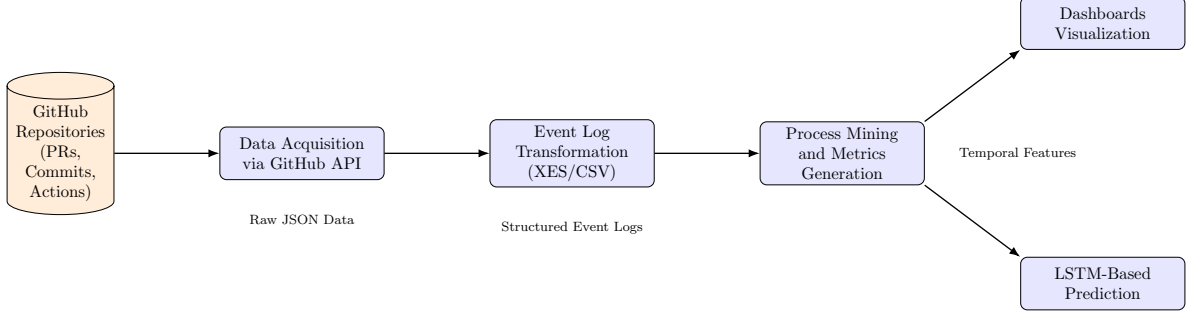 GitHub
Repositories
(PRs,
Commits,
Actions)
Data Acquisition
via GitHub API
Raw JSON Data
Event Log
Transformation
(XES/CSV)
Structured Event Logs
Process Mining
and Metrics
Generation
Temporal Features
Dashboards
Visualization
LSTM-Based
Prediction